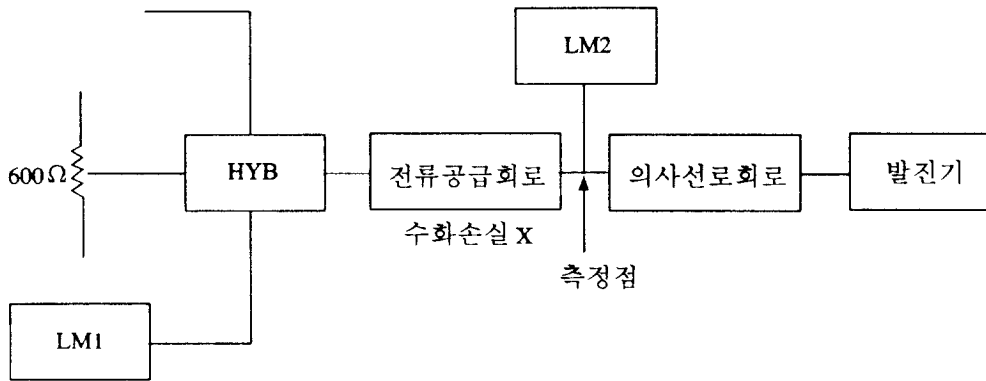 LM2
600Ω
HYB
전류공급회로
의사선로회로
발진기
수화손실 X
측정점
LM1